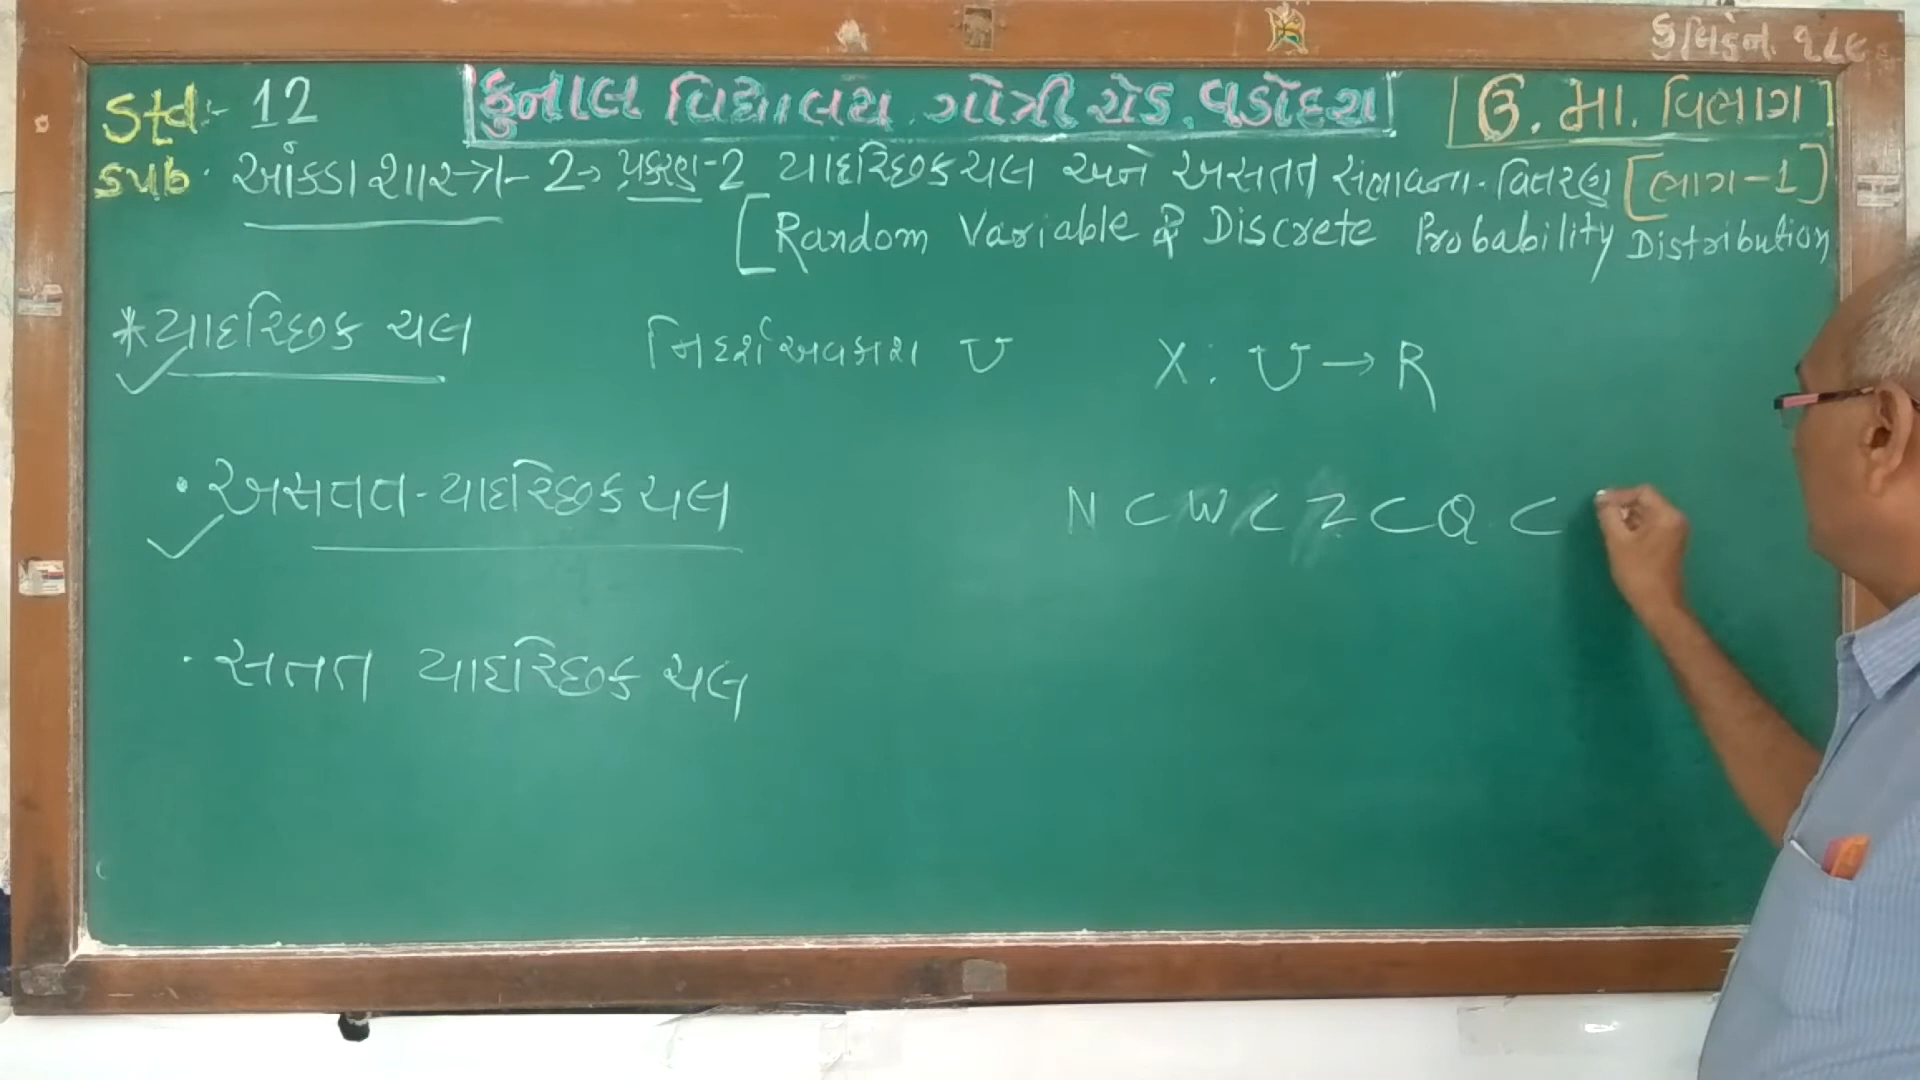 Std:- 12
કુનાલ વિદ્યાલય ગોત્રી રોડ, વડોદરા
ઉ. મા. વિભાગ
Sub. આંકડાશાસ્ત્ર-2 → પ્રકરણ-2 યાદચ્છિક ચલ અને અસતત સંભાવના-વિતરણ [ભાગ-1]
[Random Variable & Discrete Probability Distribution
* યાદચ્છિક ચલ
નિદર્શઅવકાશ U
X: U → R
• અસતત-યાદચ્છિક ચલ
N ⊂ W ⊂ Z ⊂ Q ⊂
• સતત યાદચ્છિક ચલ